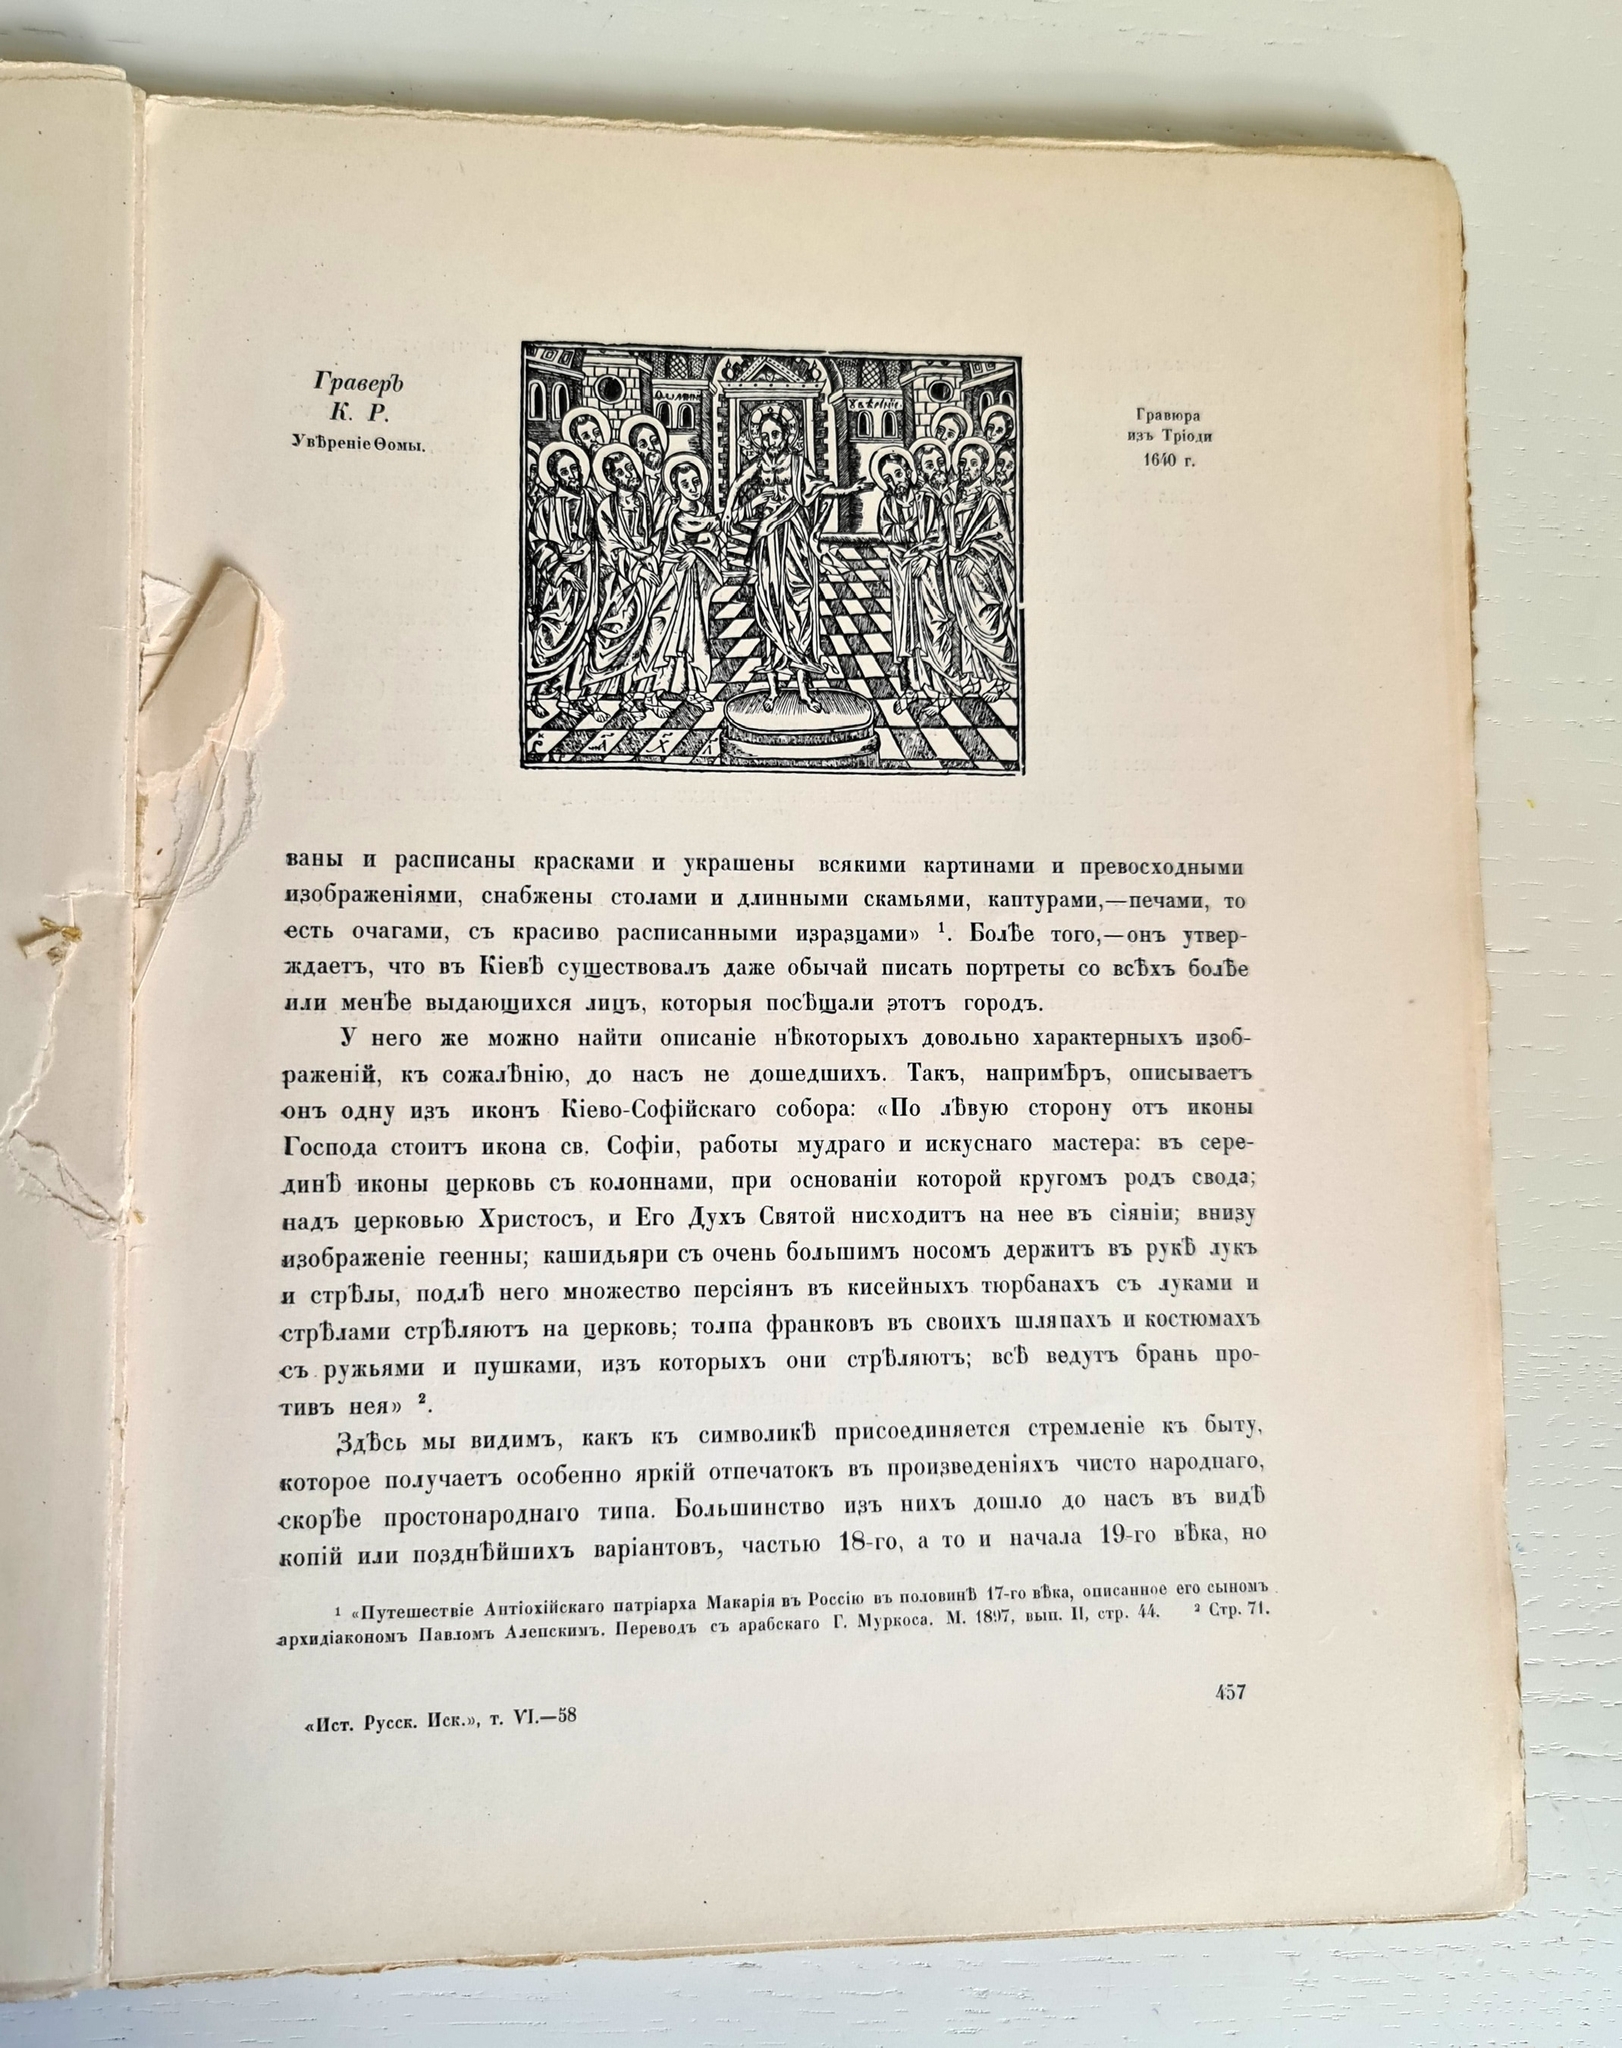 Граверъ
К. Р.
Увѣреніе Ѳомы.
Гравюра
изъ Тріоди
1640 г.
ваны и расписаны красками и украшены всякими картинами и превосходными
изображеніями, снабжены столами и длинными скамьями, каптурами,—печами, то
есть очагами, съ красиво расписанными изразцами» ¹. Болѣе того,—онъ утвер-
ждаетъ, что въ Кіевѣ существовалъ даже обычай писать портреты со всѣхъ болѣе
или менѣе выдающихся лицъ, которыя посѣщали этотъ городъ.
У него же можно найти описаніе нѣкоторыхъ довольно характерныхъ изоб-
раженій, къ сожалѣнію, до насъ не дошедшихъ. Такъ, напримѣръ, описываетъ
онъ одну изъ иконъ Кіево-Софійскаго собора: «По лѣвую сторону отъ иконы
Господа стоитъ икона св. Софіи, работы мудраго и искуснаго мастера: въ сере-
динѣ иконы церковь съ колоннами, при основаніи которой кругомъ родъ свода;
надъ церковью Христосъ, и Его Духъ Святой нисходитъ на нее въ сіяніи; внизу
изображеніе геенны; кашидьяри съ очень большимъ носомъ держитъ въ рукѣ лукъ
и стрѣлы, подлѣ него множество персіянъ въ кисейныхъ тюрбанахъ съ луками и
стрѣлами стрѣляютъ на церковь; толпа франковъ въ своихъ шляпахъ и костюмахъ
съ ружьями и пушками, изъ которыхъ они стрѣляютъ; всѣ ведутъ брань про-
тивъ нея» ².
Здѣсь мы видимъ, какъ къ символикѣ присоединяется стремленіе къ быту,
которое получаетъ особенно яркій отпечатокъ въ произведеніяхъ чисто народнаго,
скорѣе простонароднаго типа. Большинство изъ нихъ дошло до насъ въ видѣ
копій или позднѣйшихъ варіантовъ, частью 18-го, а то и начала 19-го вѣка, но
¹ «Путешествіе Антіохійскаго патріарха Макарія въ Россію въ половинѣ 17-го вѣка, описанное его сыномъ
архидіакономъ Павломъ Алепскимъ. Переводъ съ арабскаго Г. Муркоса. М. 1897, вып. II, стр. 44. ² Стр. 71.
457
«Ист. Русск. Иск.», т. VI.—58